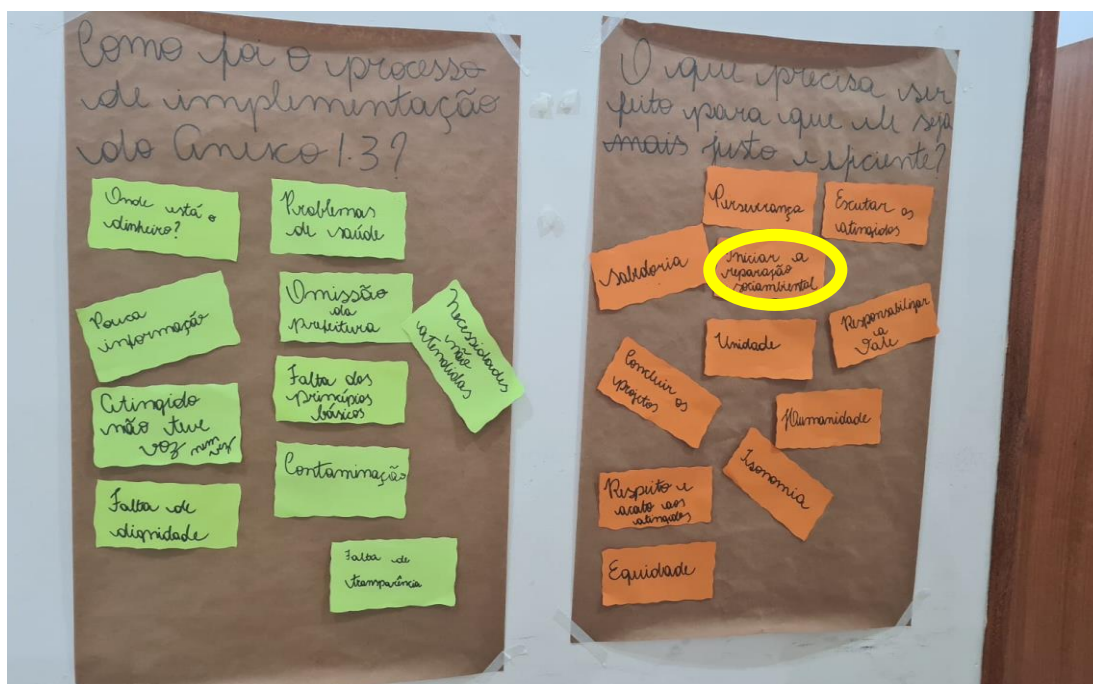 Como foi o processo
de implementação
do Anexo 1.3?
Onde está o
dinheiro?
Problemas
de saúde
Pouca
informação
Omissão
da
prefeitura
Necessidades
não
atendidas
Atingido
não teve
voz nem vez
Falta dos
princípios
básicos
Contaminação
Falta de
dignidade
Falta de
transparência
O que precisa ser
feito para que ele seja
mais justo e eficiente?
Perseverança
Escutar os
atingidos
Sabedoria
Iniciar a
reparação
sociambiental
Responsabilizar
a
Vale
Unidade
Concluir os
projetos
Humanidade
Isonomia
Respeito e
acato aos
atingidos
Equidade